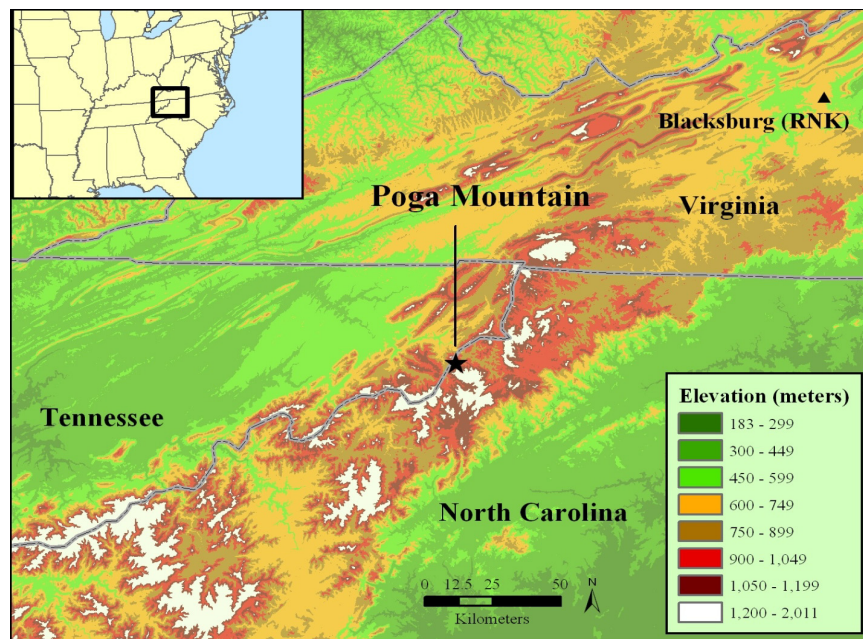 Blacksburg (RNK)
Poga Mountain
Virginia
Tennessee
North Carolina
Elevation (meters)
183 - 299
300 - 449
450 - 599
600 - 749
750 - 899
900 - 1,049
1,050 - 1,199
1,200 - 2,011
0 12.5 25 50
Kilometers
N